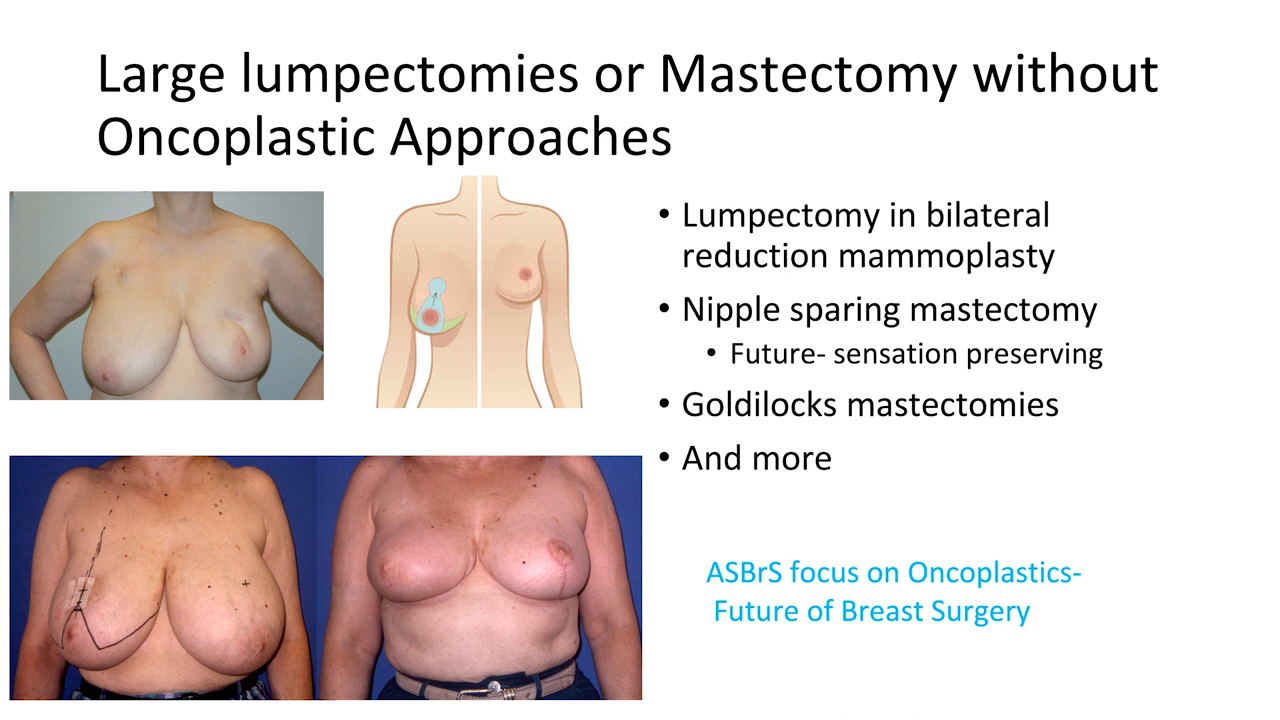 Large lumpectomies or Mastectomy without
Oncoplastic Approaches
• Lumpectomy in bilateral
reduction mammoplasty
• Nipple sparing mastectomy
• Future- sensation preserving
• Goldilocks mastectomies
• And more
ASBrS focus on Oncoplastics-
Future of Breast Surgery